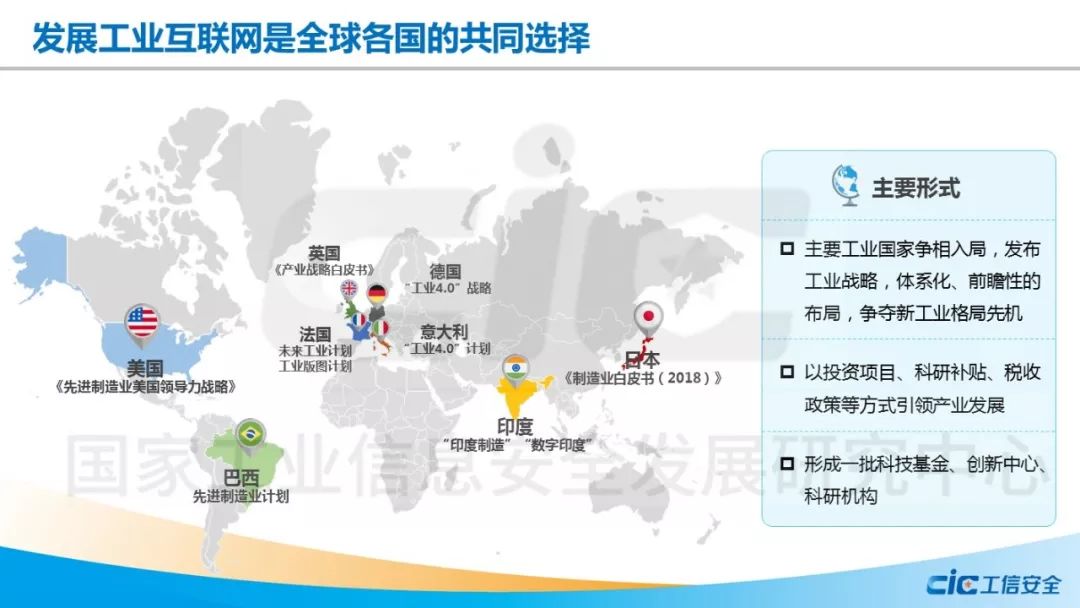 发展工业互联网是全球各国的共同选择
英国
《产业战略白皮书》
德国
“工业4.0”战略
法国
未来工业计划
工业版图计划
意大利
“工业4.0”计划
美国
《先进制造业美国领导力战略》
日本
《制造业白皮书（2018）》
印度
“印度制造”“数字印度”
巴西
先进制造业计划
主要形式
主要工业国家争相入局，发布
工业战略，体系化、前瞻性的
布局，争夺新工业格局先机
以投资项目、科研补贴、税收
政策等方式引领产业发展
形成一批科技基金、创新中心、
科研机构
cic
国家工业信息安全发展研究中心
cic工信安全